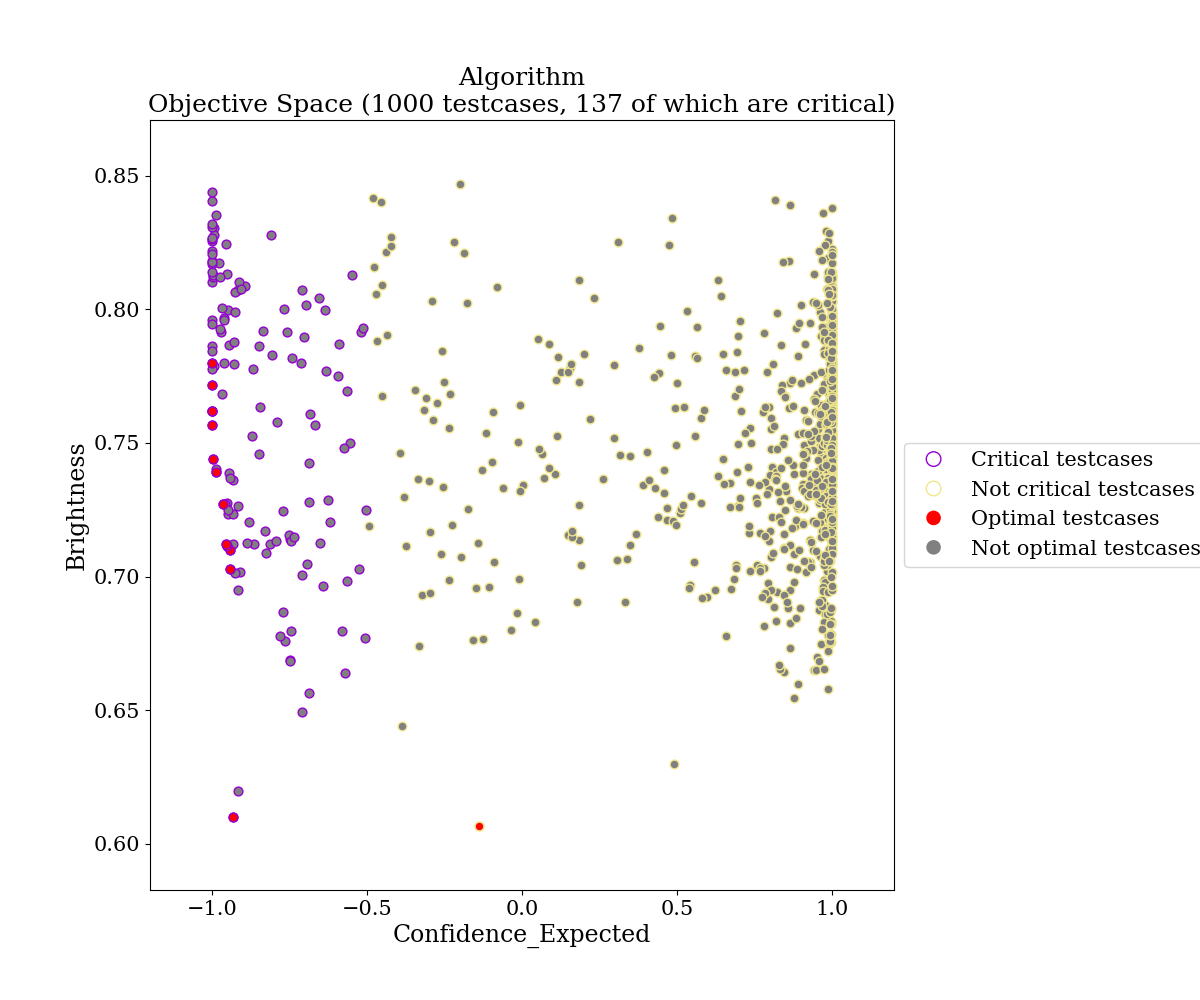 Algorithm
Objective Space (1000 testcases, 137 of which are critical)
Brightness
0.85
0.80
0.75
0.70
0.65
0.60
−1.0
−0.5
0.0
0.5
1.0
Confidence_Expected
Critical testcases
Not critical testcases
Optimal testcases
Not optimal testcases